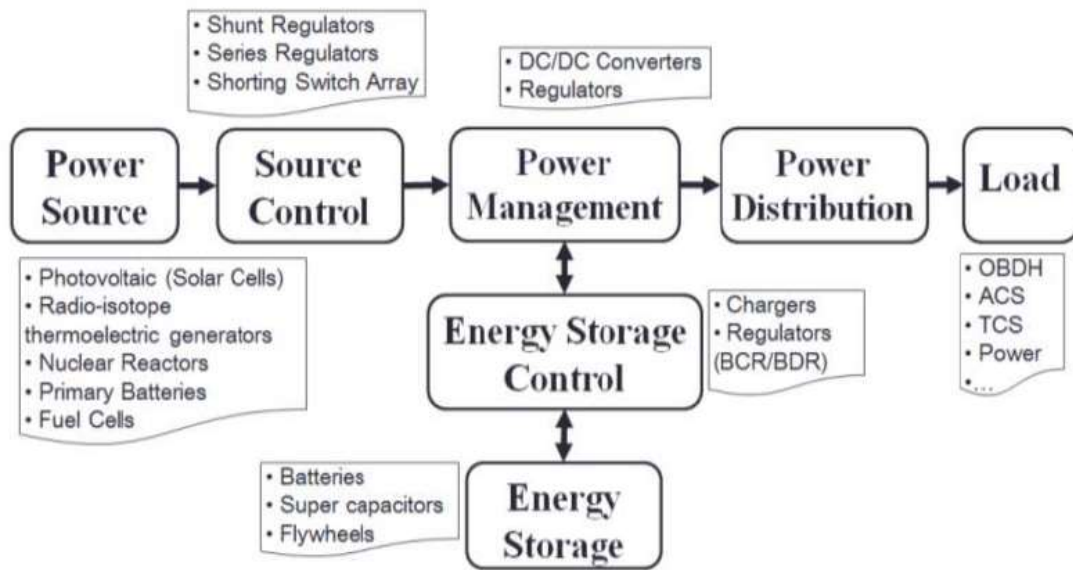 • Shunt Regulators
• Series Regulators
• Shorting Switch Array
• DC/DC Converters
• Regulators
Power
Source
Source
Control
Power
Management
Power
Distribution
Load
• Photovoltaic (Solar Cells)
• Radio-isotope
thermoelectric generators
• Nuclear Reactors
• Primary Batteries
• Fuel Cells
Energy Storage
Control
• Chargers
• Regulators
(BCR/BDR)
• OBDH
• ACS
• TCS
• Power
•...
• Batteries
• Super capacitors
• Flywheels
Energy
Storage